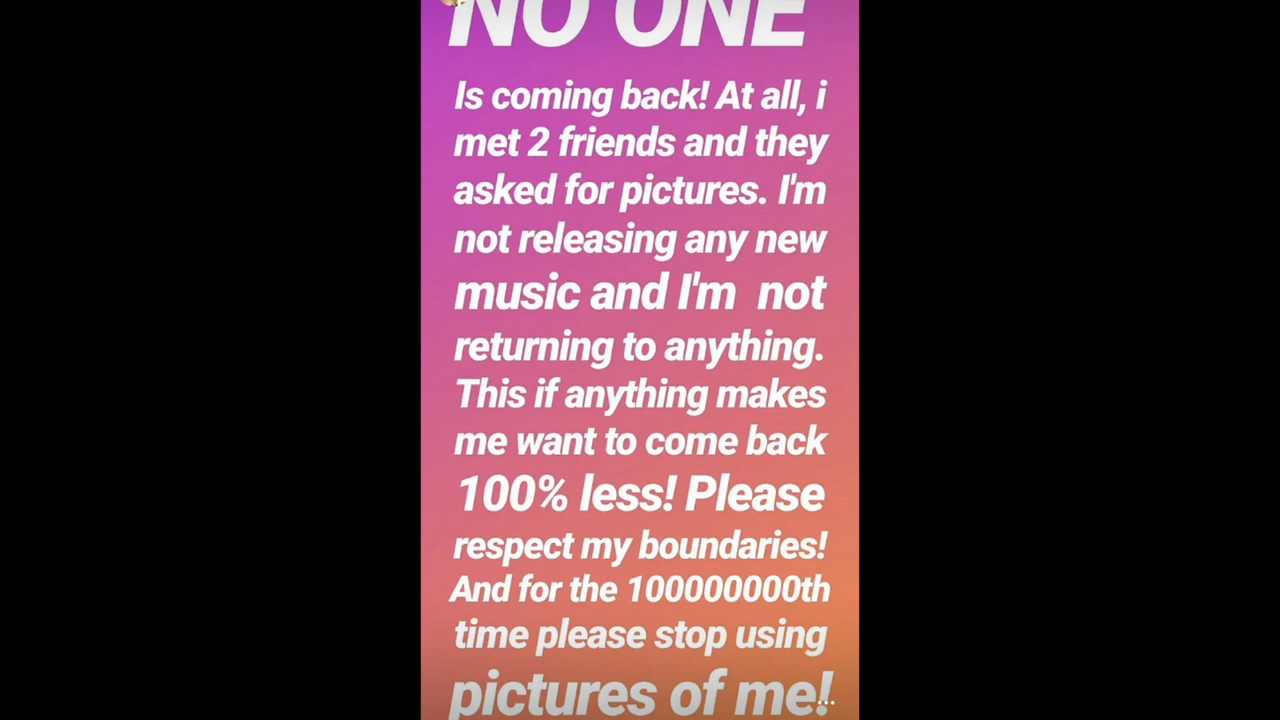 NO ONE
Is coming back! At all, i
met 2 friends and they
asked for pictures. I'm
not releasing any new
music and I'm  not
returning to anything.
This if anything makes
me want to come back
100% less! Please
respect my boundaries!
And for the 100000000th
time please stop using
pictures of me!